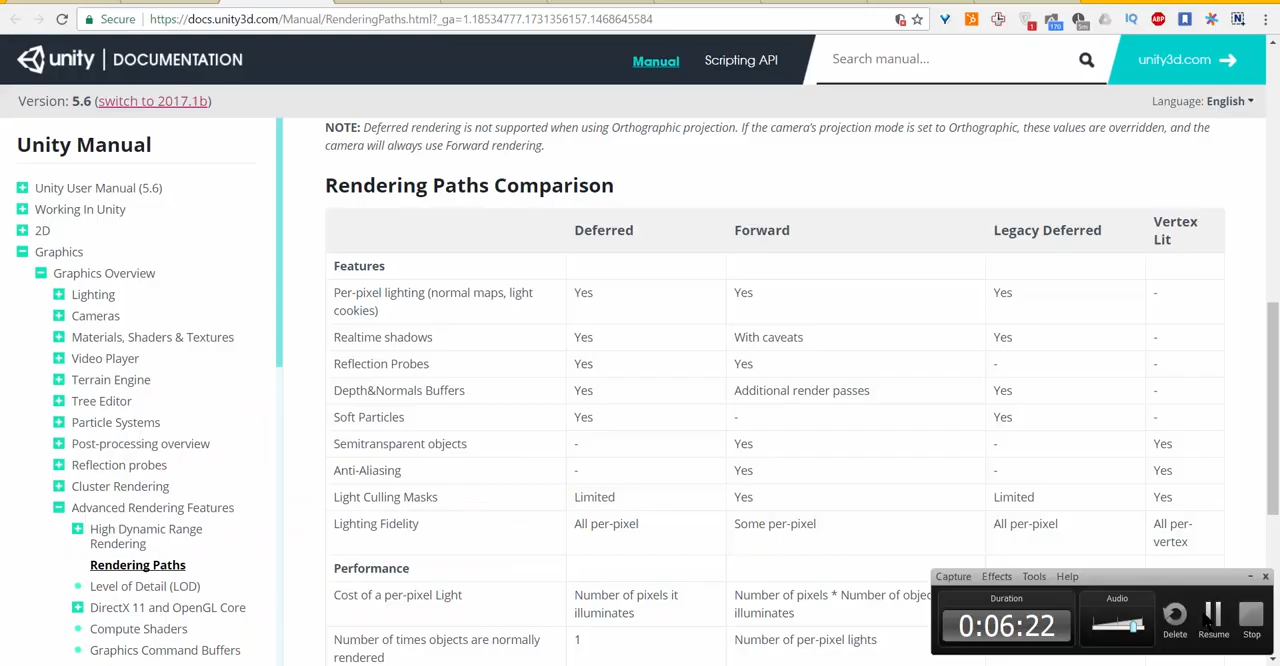 Secure | https://docs.unity3d.com/Manual/RenderingPaths.html?_ga=1.18534777.1731356157.1468645584
1 170 5m IQ ABP N
unity | DOCUMENTATION Manual Scripting API Search manual... unity3d.com
Version: 5.6 (switch to 2017.1b) Language: English
Unity Manual
Unity User Manual (5.6)
Working In Unity
2D
Graphics
Graphics Overview
Lighting
Cameras
Materials, Shaders & Textures
Video Player
Terrain Engine
Tree Editor
Particle Systems
Post-processing overview
Reflection probes
Cluster Rendering
Advanced Rendering Features
High Dynamic Range
Rendering
Rendering Paths
Level of Detail (LOD)
DirectX 11 and OpenGL Core
Compute Shaders
Graphics Command Buffers
NOTE: Deferred rendering is not supported when using Orthographic projection. If the camera's projection mode is set to Orthographic, these values are overridden, and the
camera will always use Forward rendering.
Rendering Paths Comparison
Deferred Forward Legacy Deferred Vertex
Lit
Features
Per-pixel lighting (normal maps, light Yes Yes Yes -
cookies)
Realtime shadows Yes With caveats Yes -
Reflection Probes Yes Yes - -
Depth&Normals Buffers Yes Additional render passes Yes -
Soft Particles Yes - Yes -
Semitransparent objects - Yes - Yes
Anti-Aliasing - Yes - Yes
Light Culling Masks Limited Yes Limited Yes
Lighting Fidelity All per-pixel Some per-pixel All per-pixel All per-
vertex
Performance
Cost of a per-pixel Light Number of pixels it Number of pixels * Number of
illuminates illuminates
Number of times objects are normally 1 Number of per-pixel lights
rendered
Capture Effects Tools Help
Duration Audio
0:06:22
Delete Resume Stop